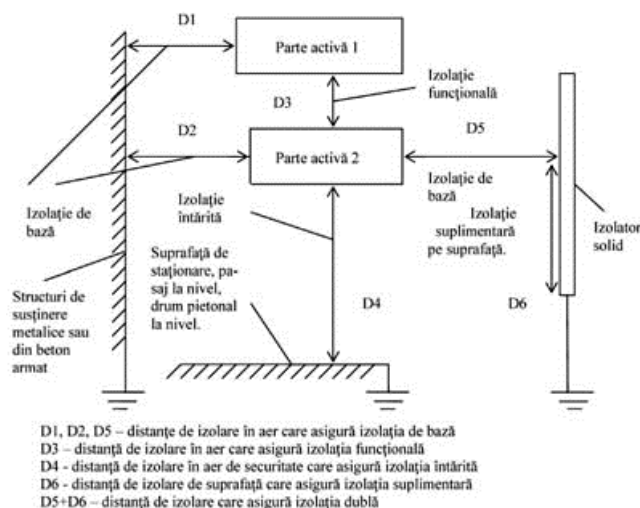 D1
Parte activă 1
Izolație
funcțională
D3
D2
D5
Parte activă 2
Izolație
întărită
Izolație de
bază
Izolație
suplimentară
pe suprafață.
Izolație de
bază
Izolator
solid
Suprafață de
staționare, pa-
saj la nivel,
drum pietonal
la nivel.
Structuri de
susținere
metalice sau
din beton
armat
D4
D6
D1, D2, D5 – distanțe de izolare în aer care asigură izolația de bază
D3 – distanță de izolare în aer care asigură izolația funcțională
D4 - distanță de izolare în aer de securitate care asigură izolația întărită
D6 - distanță de izolare de suprafață care asigură izolația suplimentară
D5+D6 – distanță de izolare care asigură izolația dublă